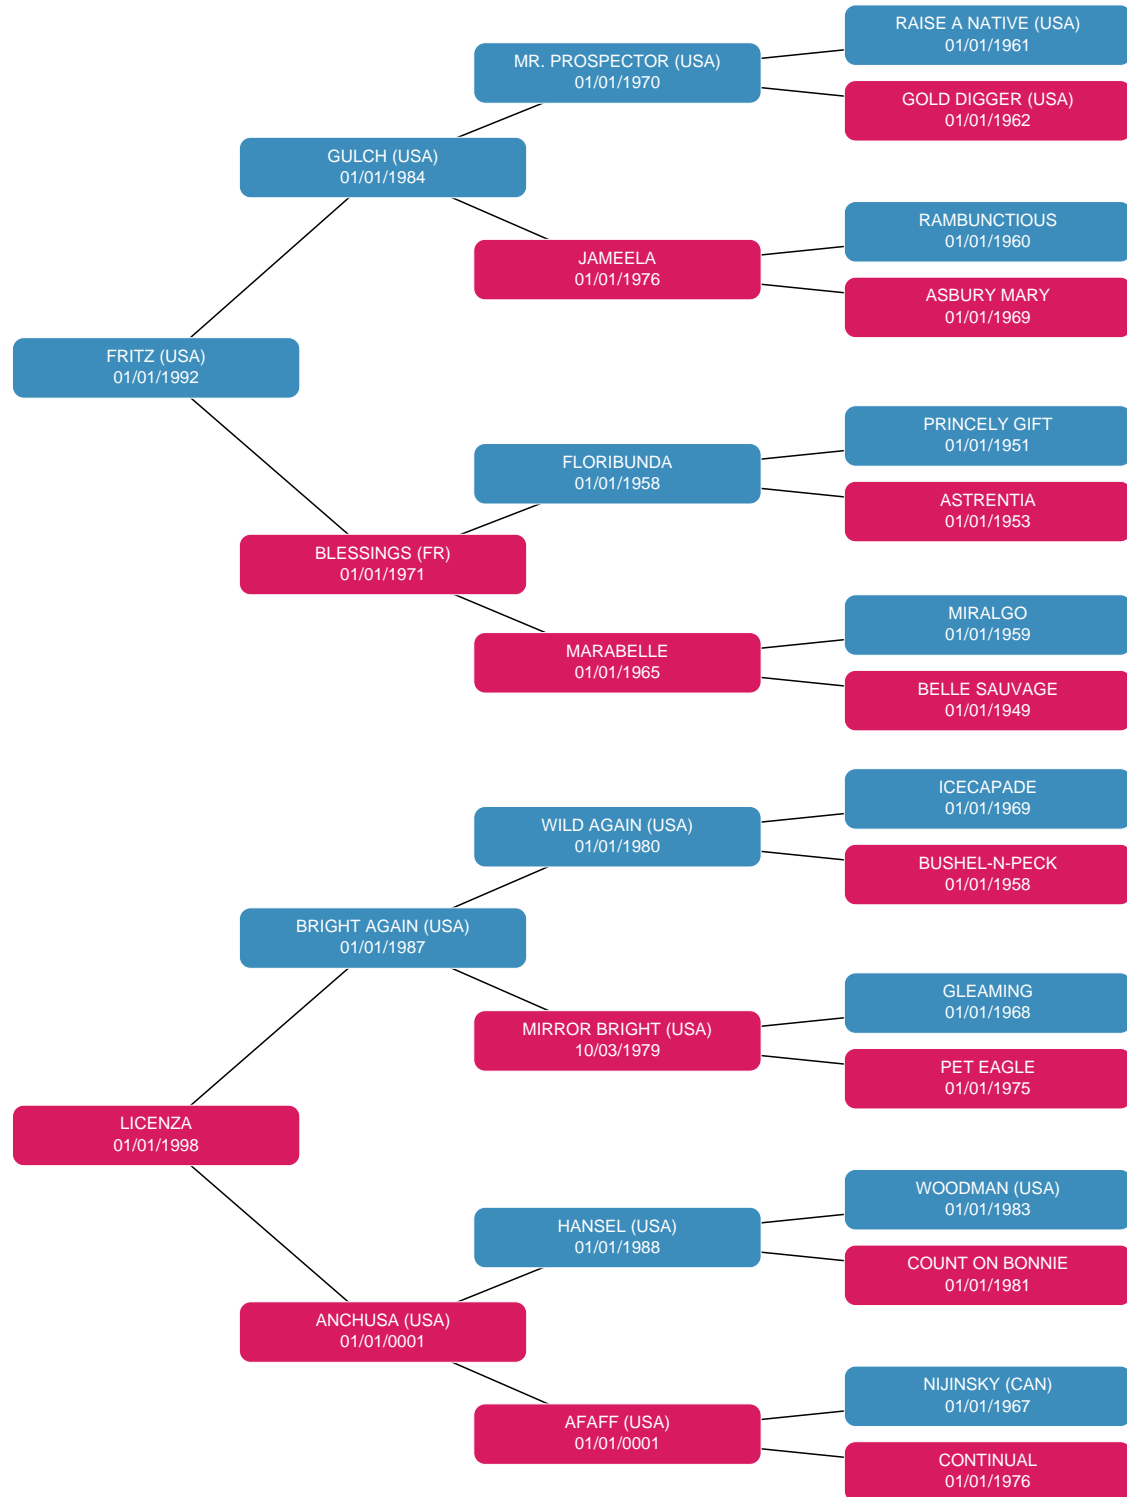 RAISE A NATIVE (USA)
01/01/1961
MR. PROSPECTOR (USA)
01/01/1970
GOLD DIGGER (USA)
01/01/1962
GULCH (USA)
01/01/1984
RAMBUNCTIOUS
01/01/1960
JAMEELA
01/01/1976
ASBURY MARY
01/01/1969
FRITZ (USA)
01/01/1992
PRINCELY GIFT
01/01/1951
FLORIBUNDA
01/01/1958
ASTRENTIA
01/01/1953
BLESSINGS (FR)
01/01/1971
MIRALGO
01/01/1959
MARABELLE
01/01/1965
BELLE SAUVAGE
01/01/1949
ICECAPADE
01/01/1969
WILD AGAIN (USA)
01/01/1980
BUSHEL-N-PECK
01/01/1958
BRIGHT AGAIN (USA)
01/01/1987
GLEAMING
01/01/1968
MIRROR BRIGHT (USA)
10/03/1979
PET EAGLE
01/01/1975
LICENZA
01/01/1998
WOODMAN (USA)
01/01/1983
HANSEL (USA)
01/01/1988
COUNT ON BONNIE
01/01/1981
ANCHUSA (USA)
01/01/0001
NIJINSKY (CAN)
01/01/1967
AFAFF (USA)
01/01/0001
CONTINUAL
01/01/1976